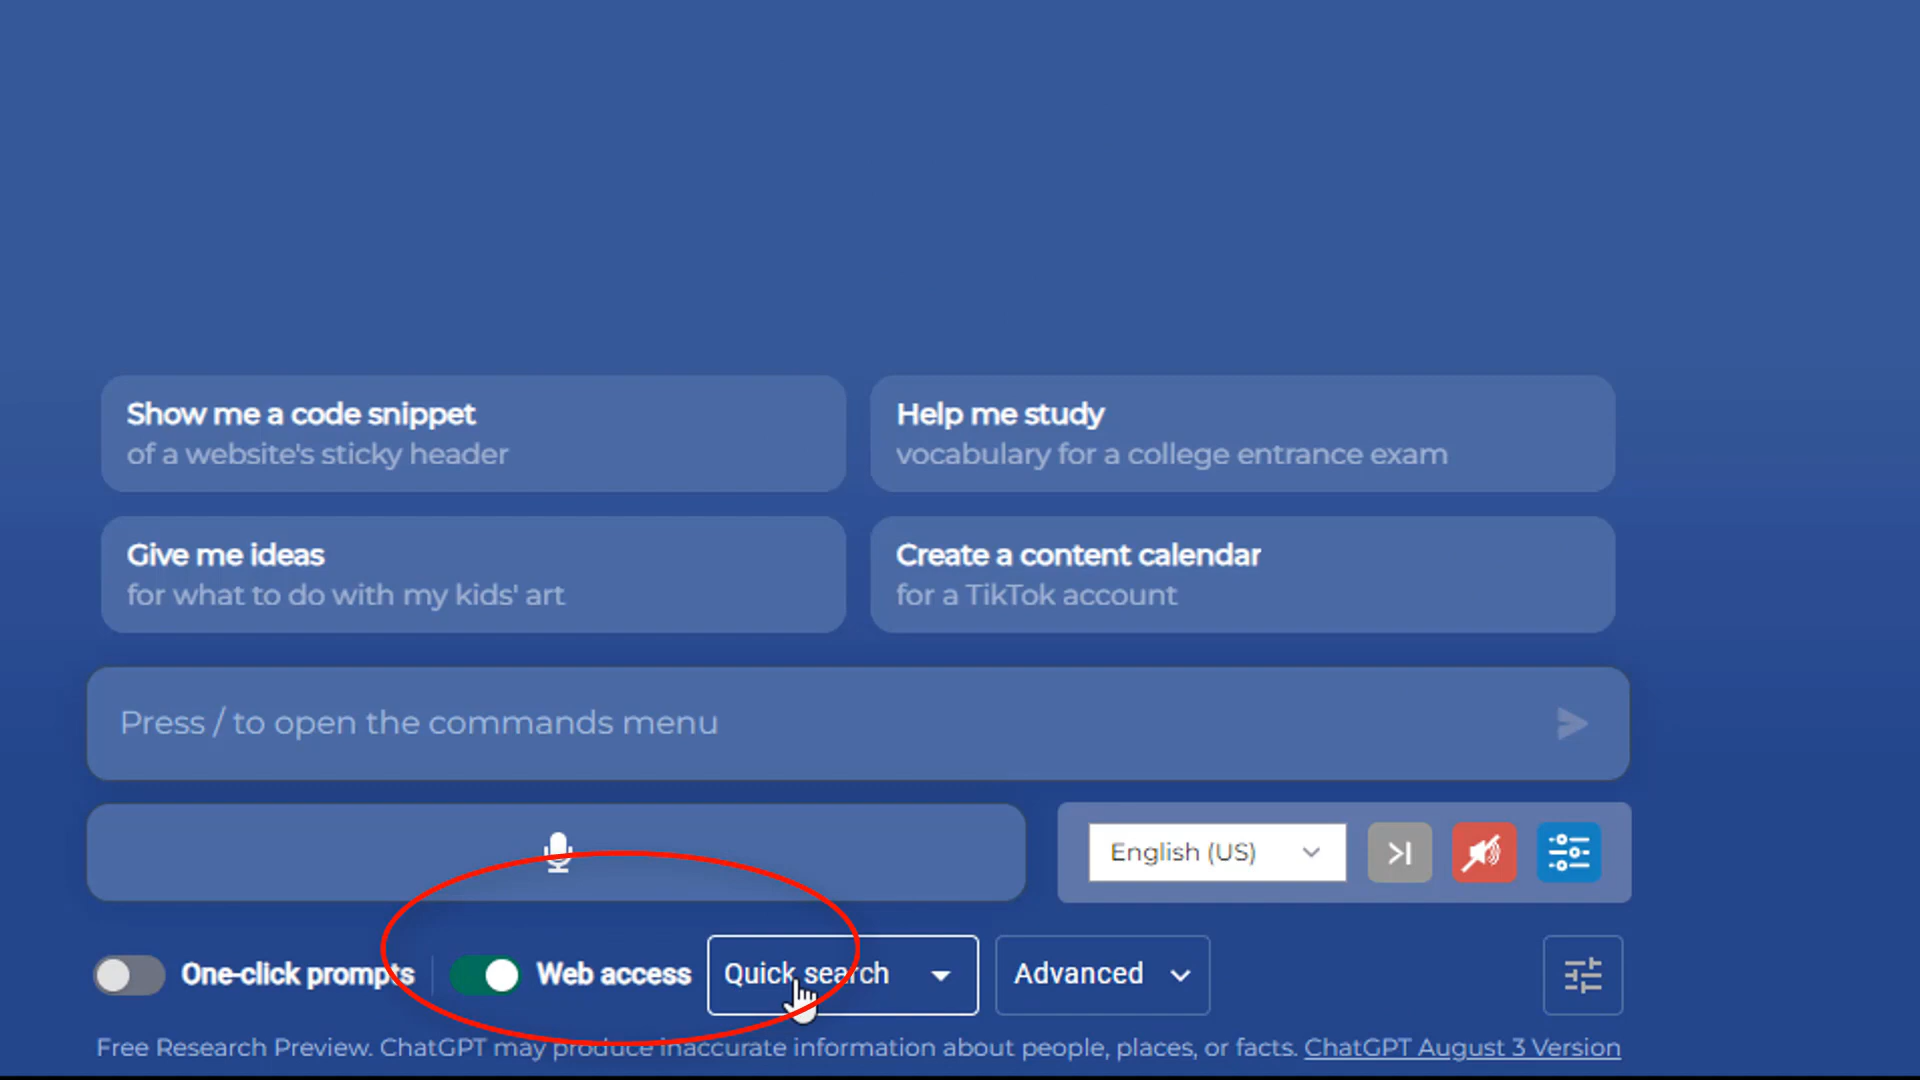 Show me a code snippet
of a website's sticky header
Help me study
vocabulary for a college entrance exam
Give me ideas
for what to do with my kids' art
Create a content calendar
for a TikTok account
Press / to open the commands menu
English (US)
One-click prompts
Web access
Quick search
Advanced
Free Research Preview. ChatGPT may produce inaccurate information about people, places, or facts. ChatGPT August 3 Version